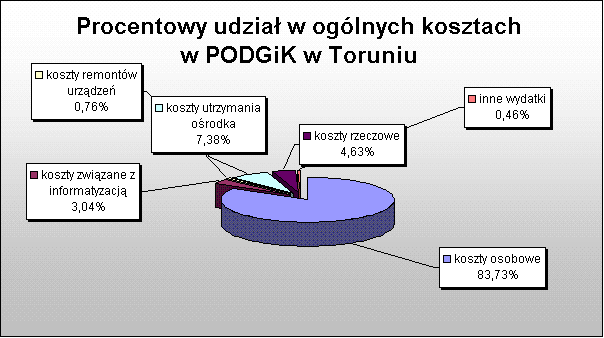 Procentowy udział w ogólnych kosztach
w PODGiK w Toruniu
koszty remontów
urządzeń
0,76%
koszty utrzymania
ośrodka
7,38%
koszty rzeczowe
4,63%
inne wydatki
0,46%
koszty związane z
informatyzacją
3,04%
koszty osobowe
83,73%